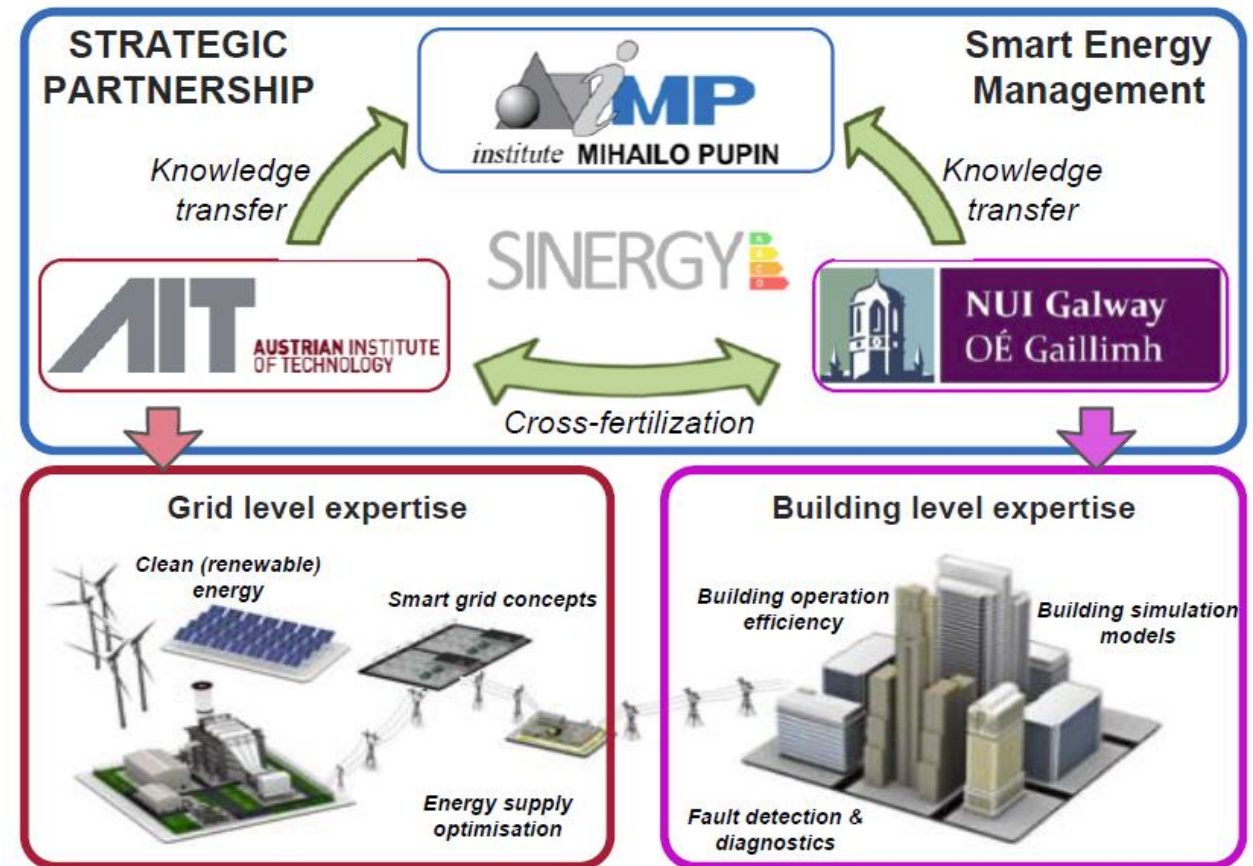 STRATEGIC
PARTNERSHIP
iMP
institute MIHAILO PUPIN
Smart Energy
Management
Knowledge
transfer
Knowledge
transfer
SINERGY
AIT
AUSTRIAN INSTITUTE
OF TECHNOLOGY
NUI Galway
OÉ Gaillimh
Cross-fertilization
Grid level expertise
Clean (renewable)
energy
Smart grid concepts
Energy supply
optimisation
Building level expertise
Building operation
efficiency
Building simulation
models
Fault detection &
diagnostics